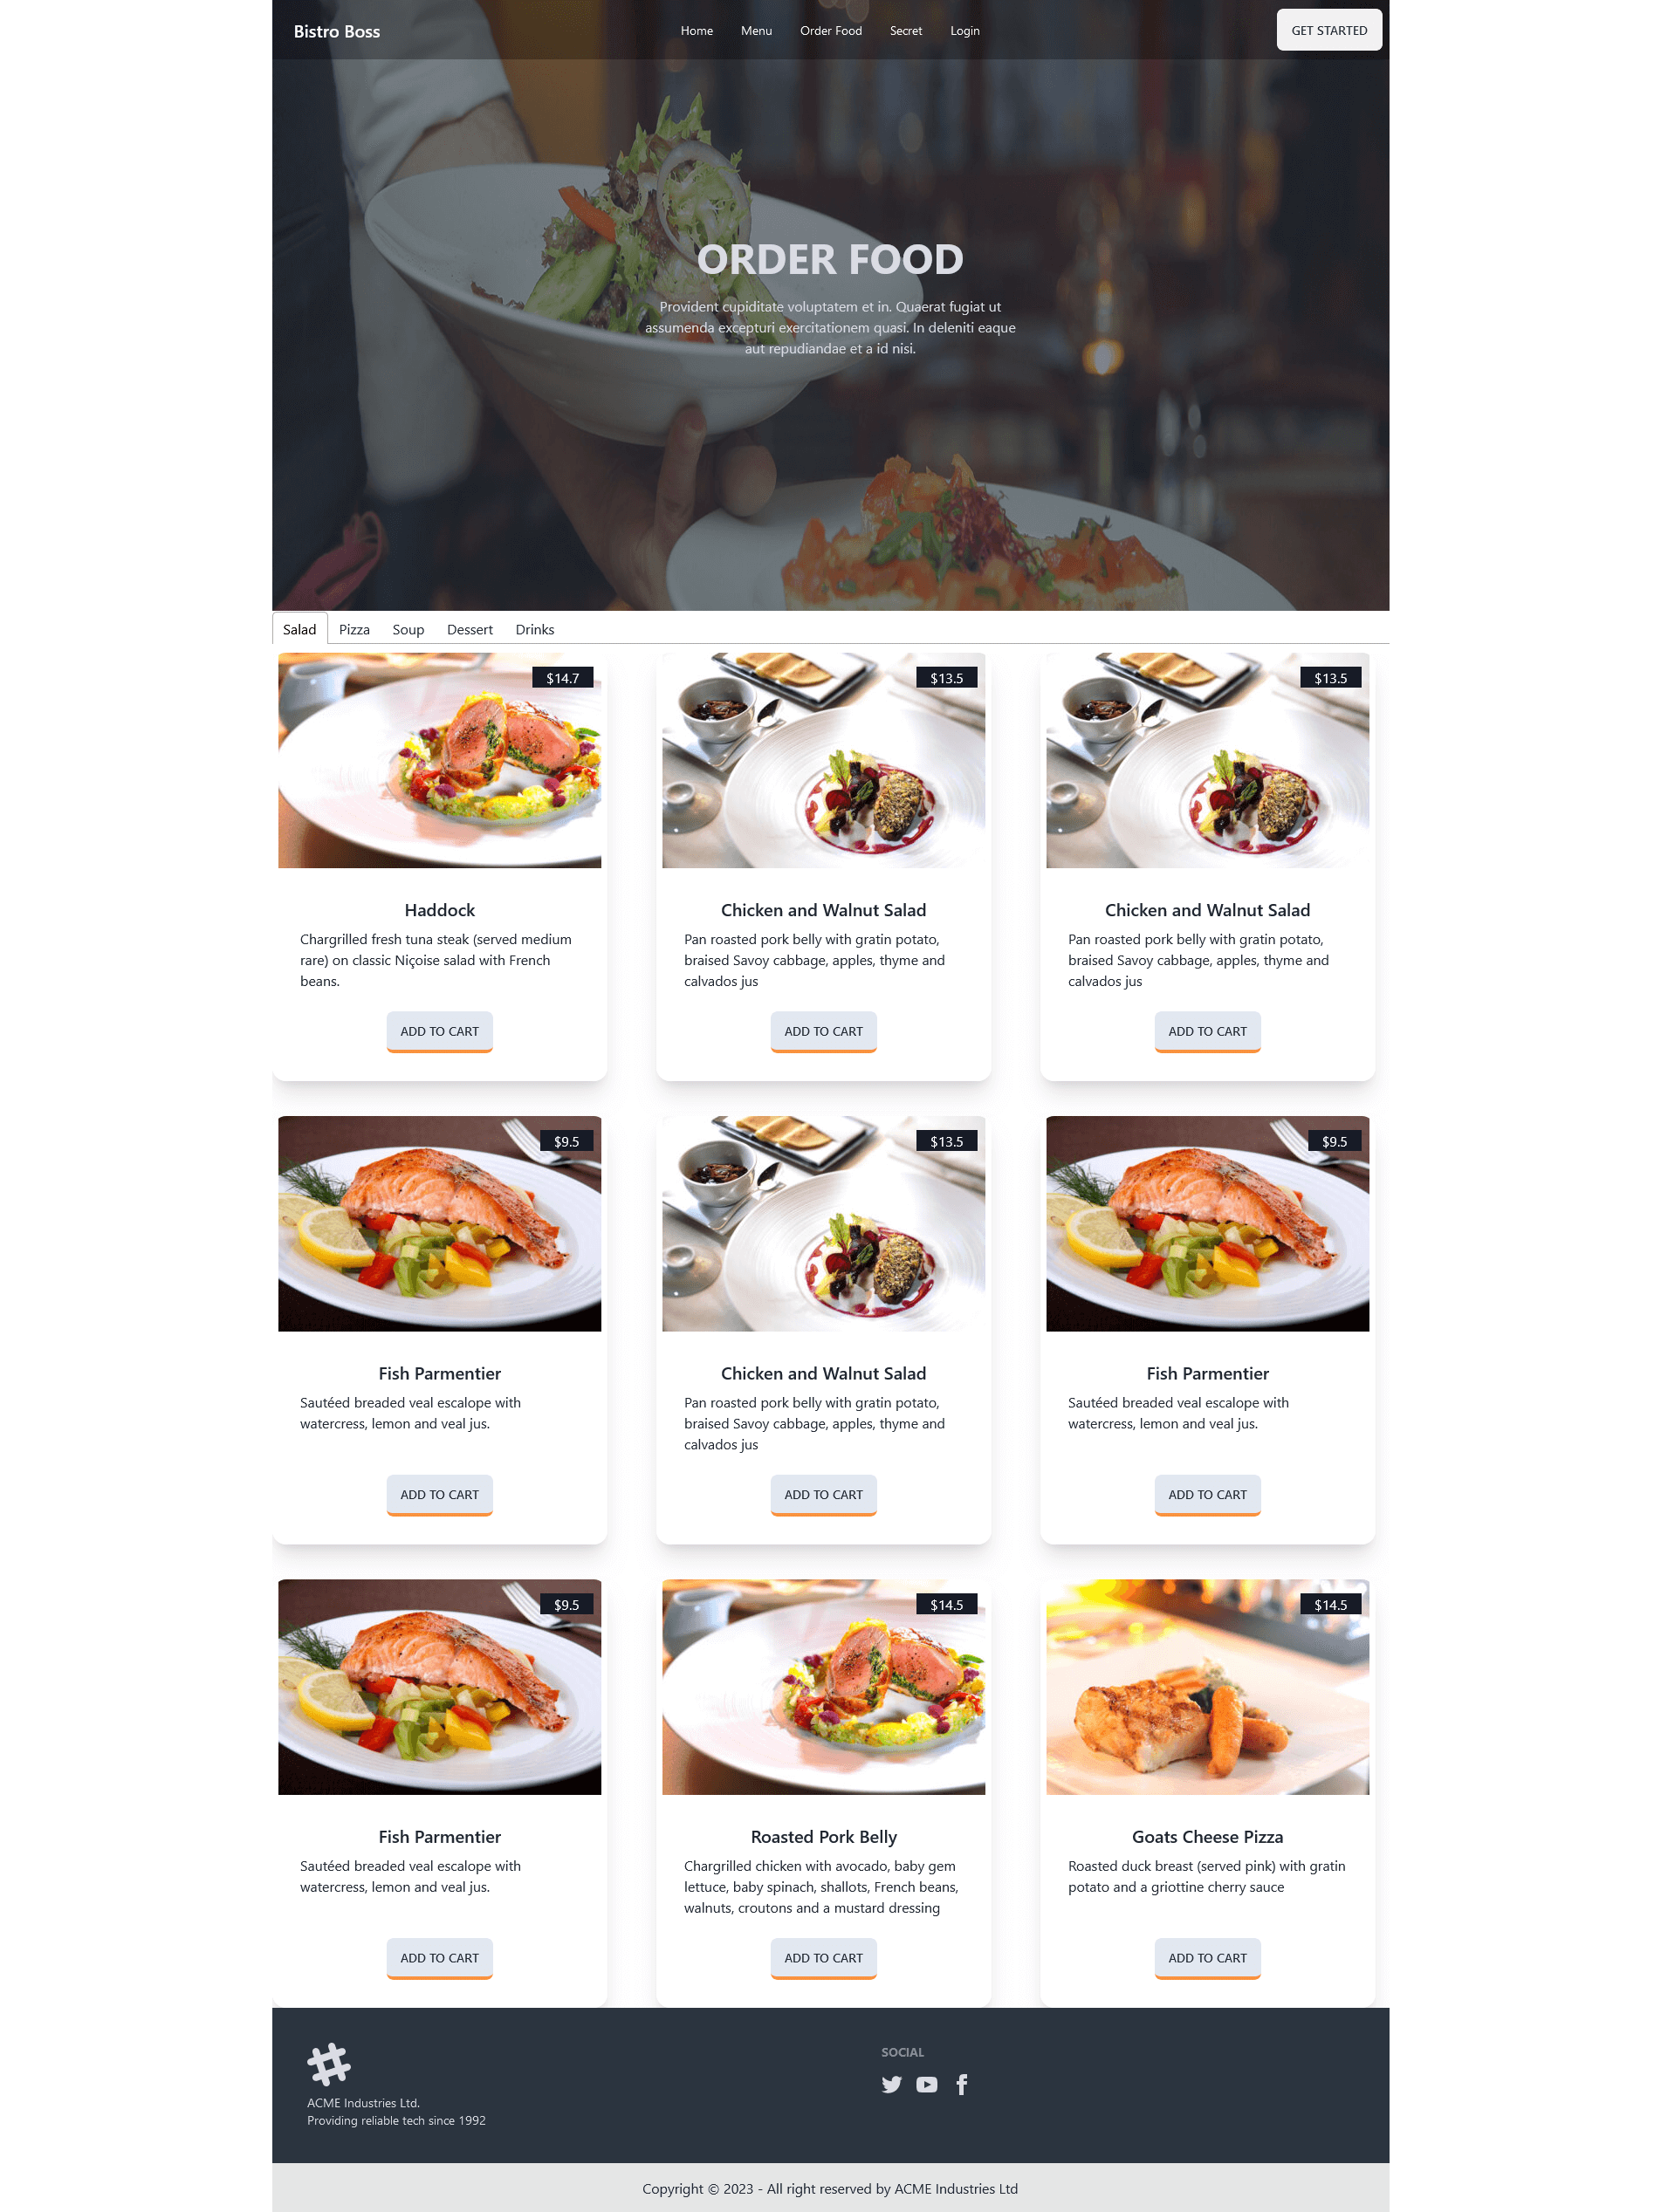 Bistro Boss
Home
Menu
Order Food
Secret
Login
GET STARTED
ORDER FOOD
Provident cupiditate voluptatem et in. Quaerat fugiat ut
assumenda excepturi exercitationem quasi. In deleniti eaque
aut repudiandae et a id nisi.
Salad
Pizza
Soup
Dessert
Drinks
$14.7
Haddock
Chargrilled fresh tuna steak (served medium
rare) on classic Niçoise salad with French
beans.
ADD TO CART
$13.5
Chicken and Walnut Salad
Pan roasted pork belly with gratin potato,
braised Savoy cabbage, apples, thyme and
calvados jus
ADD TO CART
$13.5
Chicken and Walnut Salad
Pan roasted pork belly with gratin potato,
braised Savoy cabbage, apples, thyme and
calvados jus
ADD TO CART
$9.5
Fish Parmentier
Sautéed breaded veal escalope with
watercress, lemon and veal jus.
ADD TO CART
$13.5
Chicken and Walnut Salad
Pan roasted pork belly with gratin potato,
braised Savoy cabbage, apples, thyme and
calvados jus
ADD TO CART
$9.5
Fish Parmentier
Sautéed breaded veal escalope with
watercress, lemon and veal jus.
ADD TO CART
$9.5
Fish Parmentier
Sautéed breaded veal escalope with
watercress, lemon and veal jus.
ADD TO CART
$14.5
Roasted Pork Belly
Chargrilled chicken with avocado, baby gem
lettuce, baby spinach, shallots, French beans,
walnuts, croutons and a mustard dressing
ADD TO CART
$14.5
Goats Cheese Pizza
Roasted duck breast (served pink) with gratin
potato and a griottine cherry sauce
ADD TO CART
ACME Industries Ltd.
Providing reliable tech since 1992
SOCIAL
Copyright © 2023 - All right reserved by ACME Industries Ltd